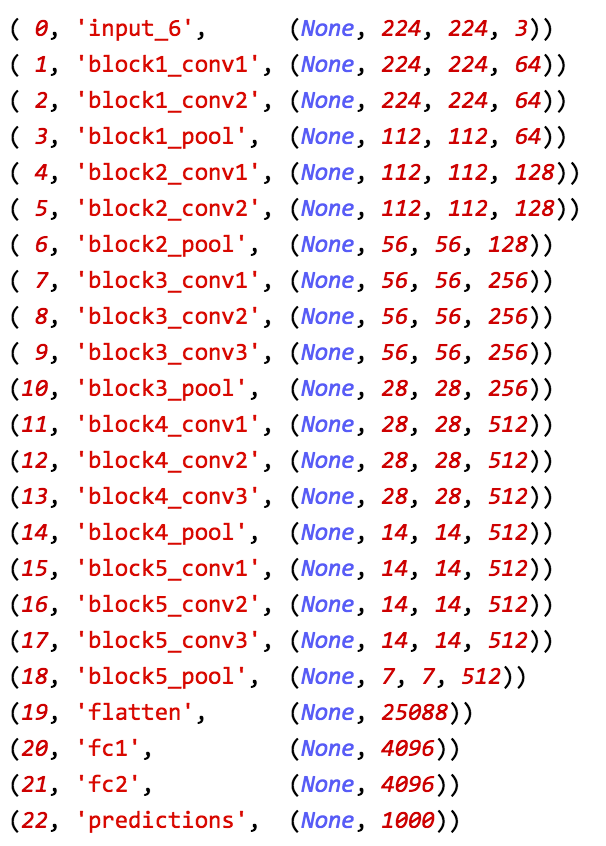 ( 0, 'input_6',      (None, 224, 224, 3))
( 1, 'block1_conv1', (None, 224, 224, 64))
( 2, 'block1_conv2', (None, 224, 224, 64))
( 3, 'block1_pool',  (None, 112, 112, 64))
( 4, 'block2_conv1', (None, 112, 112, 128))
( 5, 'block2_conv2', (None, 112, 112, 128))
( 6, 'block2_pool',  (None, 56, 56, 128))
( 7, 'block3_conv1', (None, 56, 56, 256))
( 8, 'block3_conv2', (None, 56, 56, 256))
( 9, 'block3_conv3', (None, 56, 56, 256))
(10, 'block3_pool',  (None, 28, 28, 256))
(11, 'block4_conv1', (None, 28, 28, 512))
(12, 'block4_conv2', (None, 28, 28, 512))
(13, 'block4_conv3', (None, 28, 28, 512))
(14, 'block4_pool',  (None, 14, 14, 512))
(15, 'block5_conv1', (None, 14, 14, 512))
(16, 'block5_conv2', (None, 14, 14, 512))
(17, 'block5_conv3', (None, 14, 14, 512))
(18, 'block5_pool',  (None, 7, 7, 512))
(19, 'flatten',      (None, 25088))
(20, 'fc1',          (None, 4096))
(21, 'fc2',          (None, 4096))
(22, 'predictions',  (None, 1000))